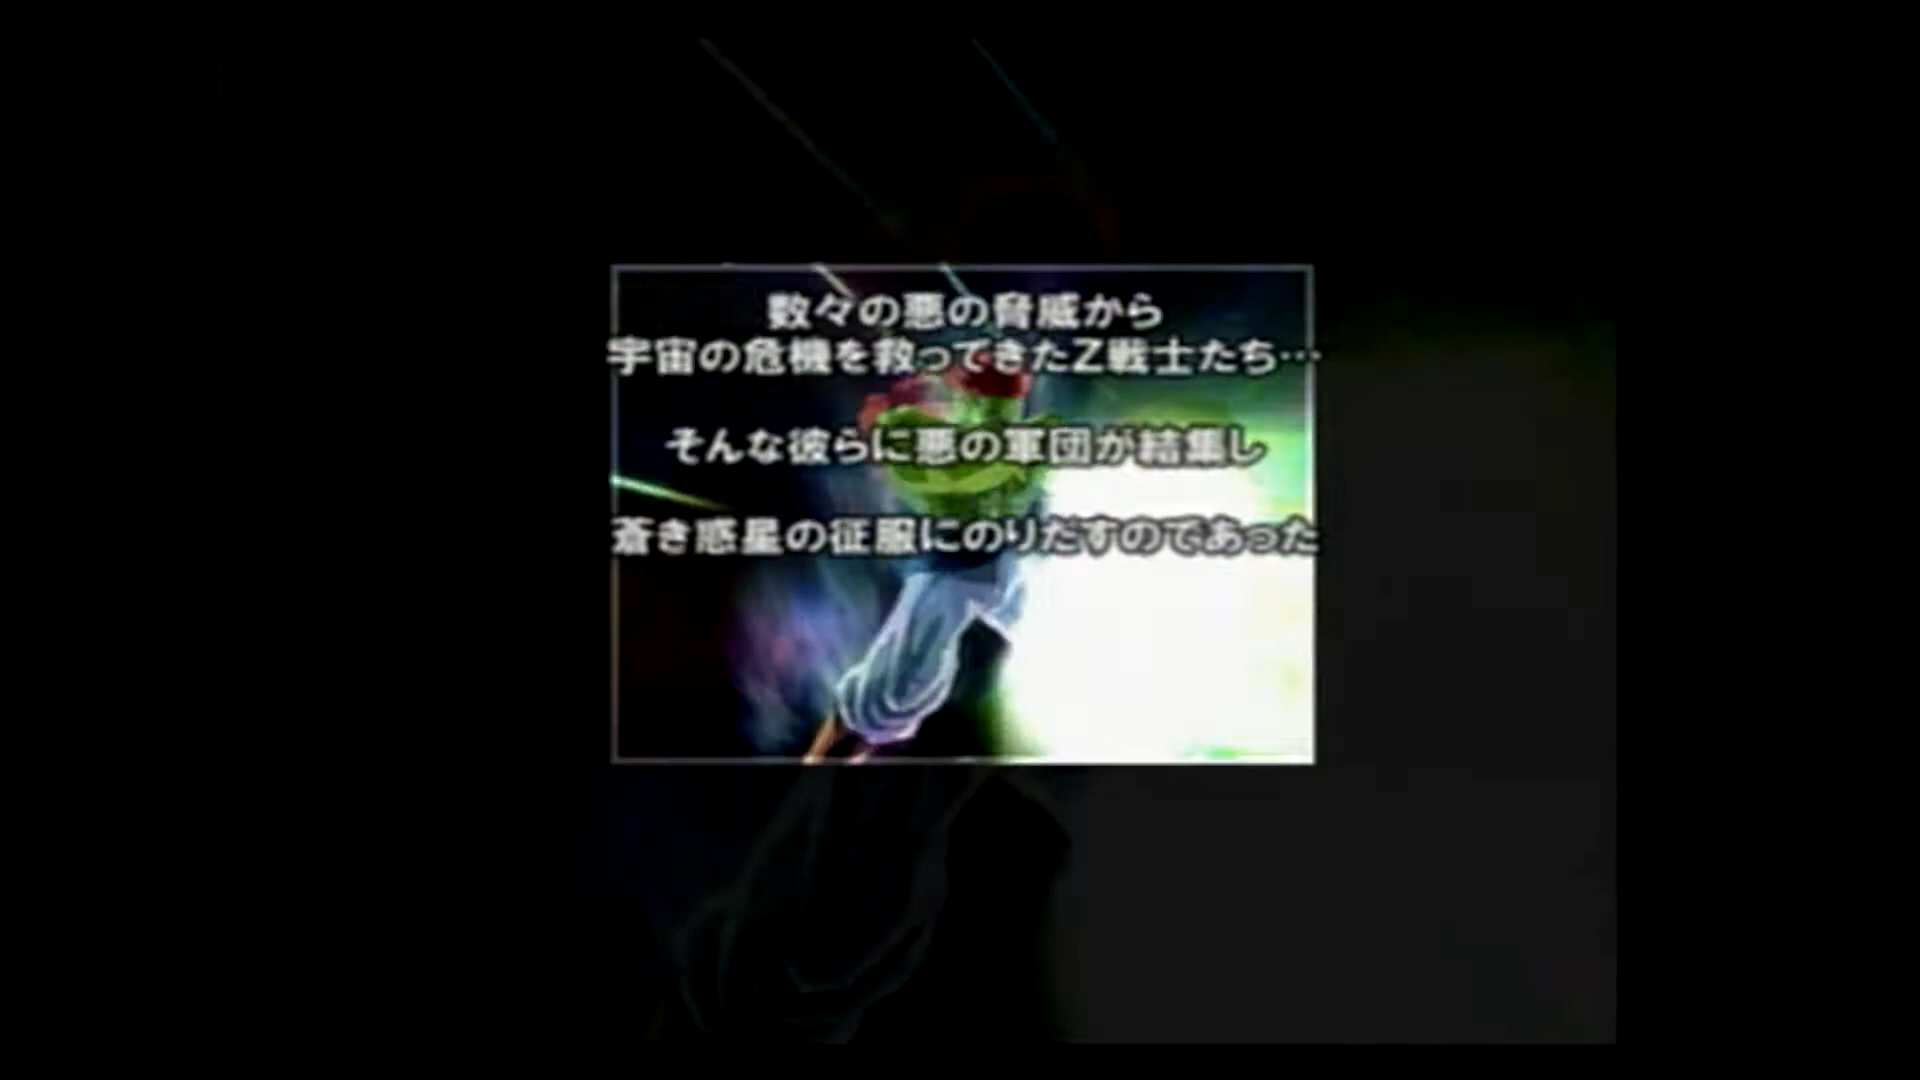 数々の悪の脅威から
宇宙の危機を救ってきたZ戦士たち…
そんな彼らに悪の軍団が結集し
蒼き惑星の征服にのりだすのであった